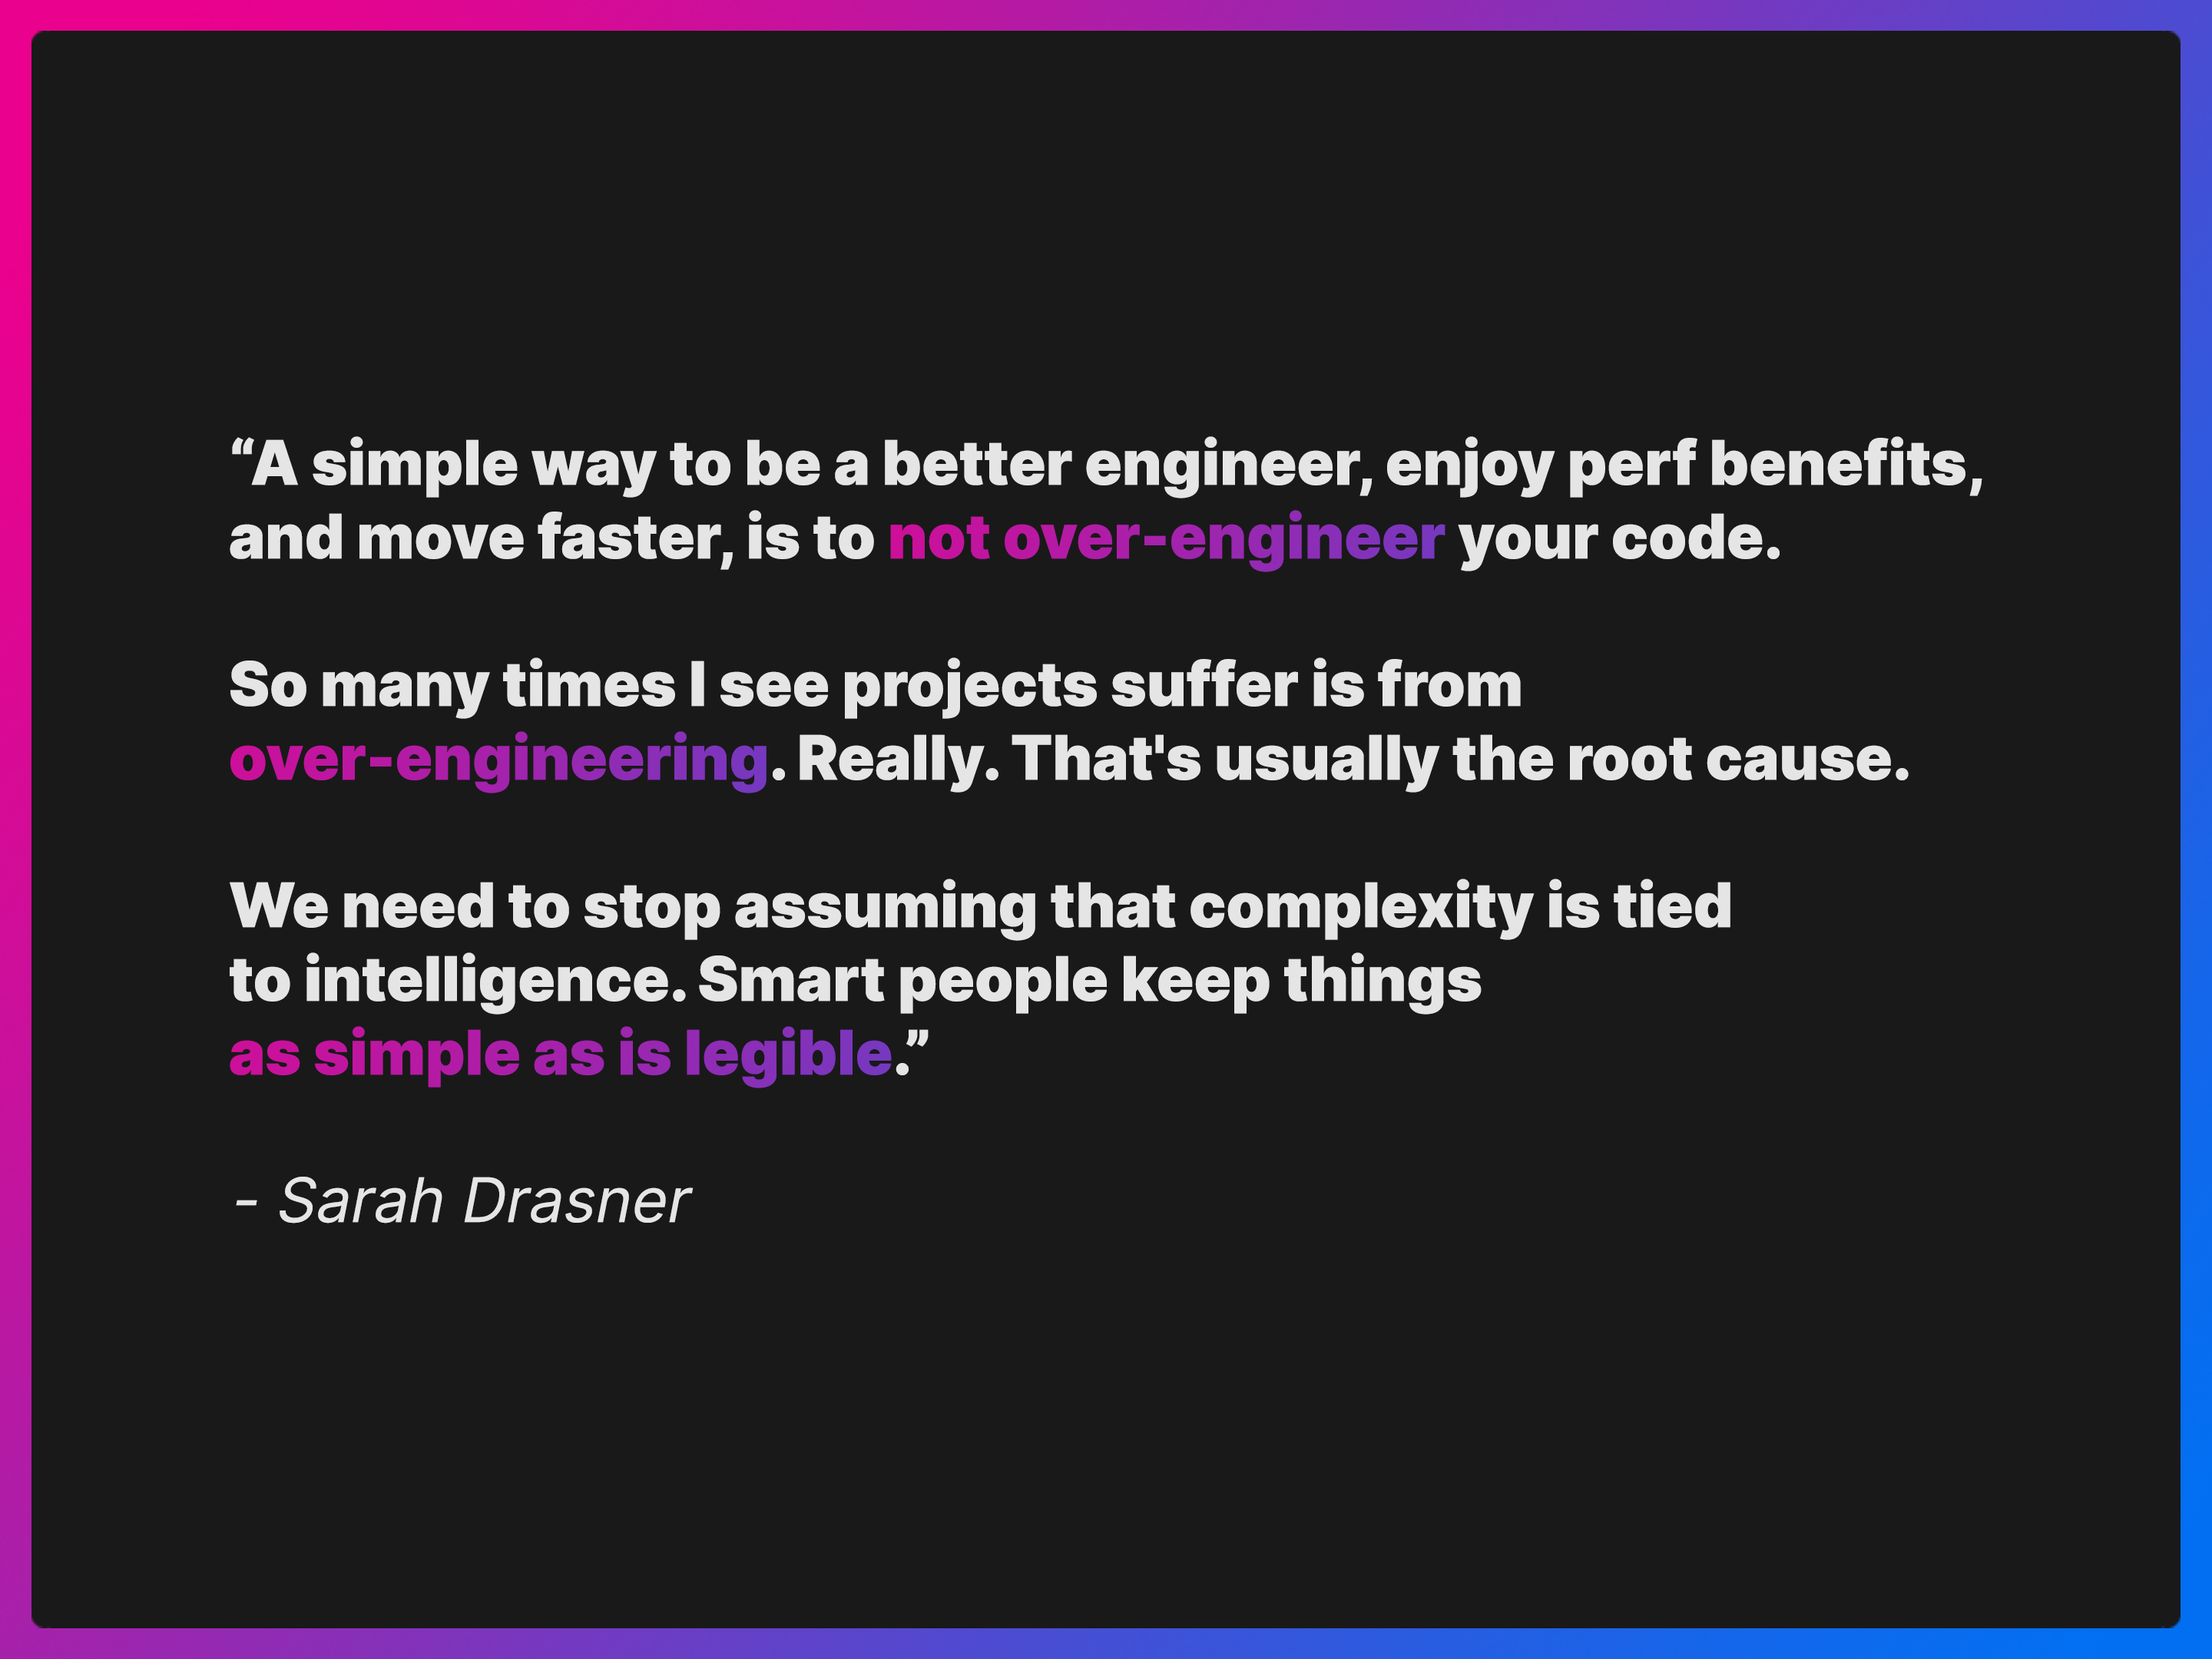 “A simple way to be a better engineer, enjoy perf benefits,
and move faster, is to not over-engineer your code.
So many times I see projects suffer is from
over-engineering. Really. That's usually the root cause.
We need to stop assuming that complexity is tied
to intelligence. Smart people keep things
as simple as is legible.”
- Sarah Drasner